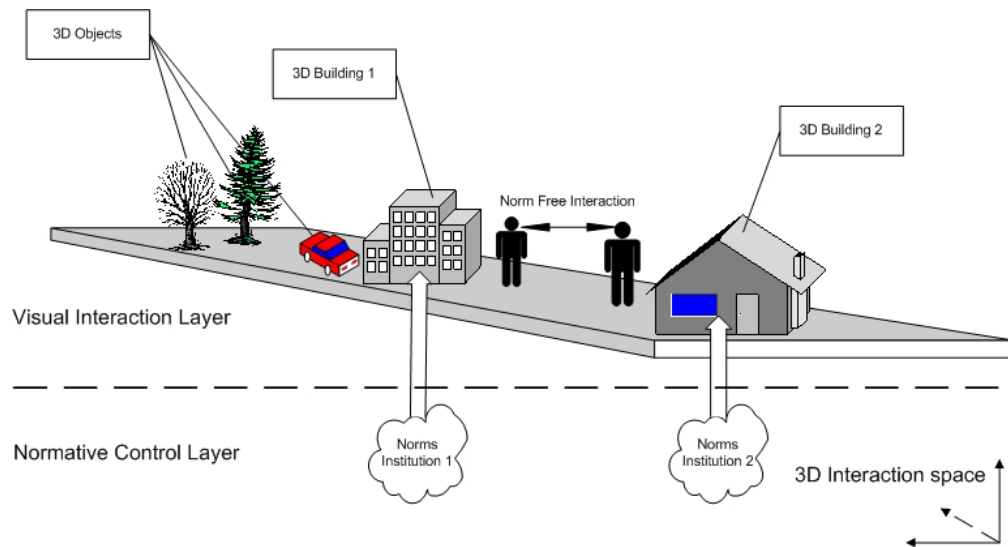 3D Objects
3D Building 1
3D Building 2
Norm Free Interaction
Visual Interaction Layer
Norms
Institution 1
Norms
Institution 2
Normative Control Layer
3D Interaction space